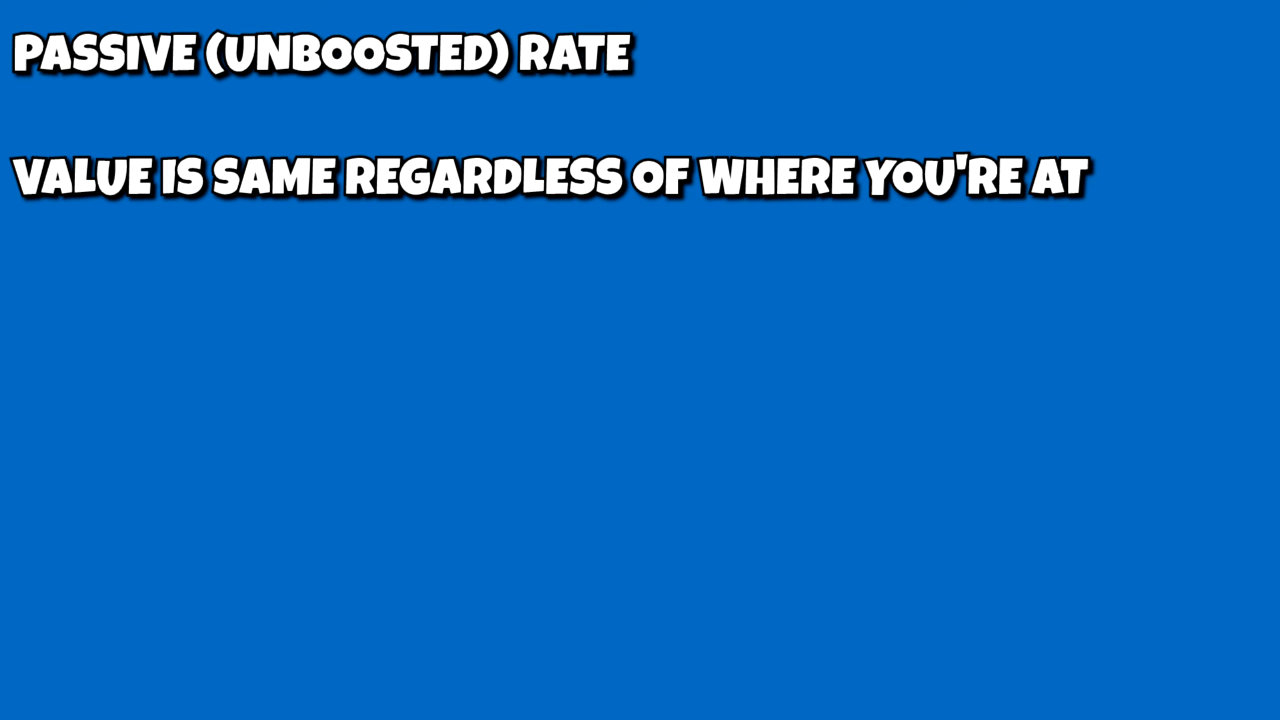 PASSIVE (UNBOOSTED) RATE
VALUE IS SAME REGARDLESS OF WHERE YOU'RE AT